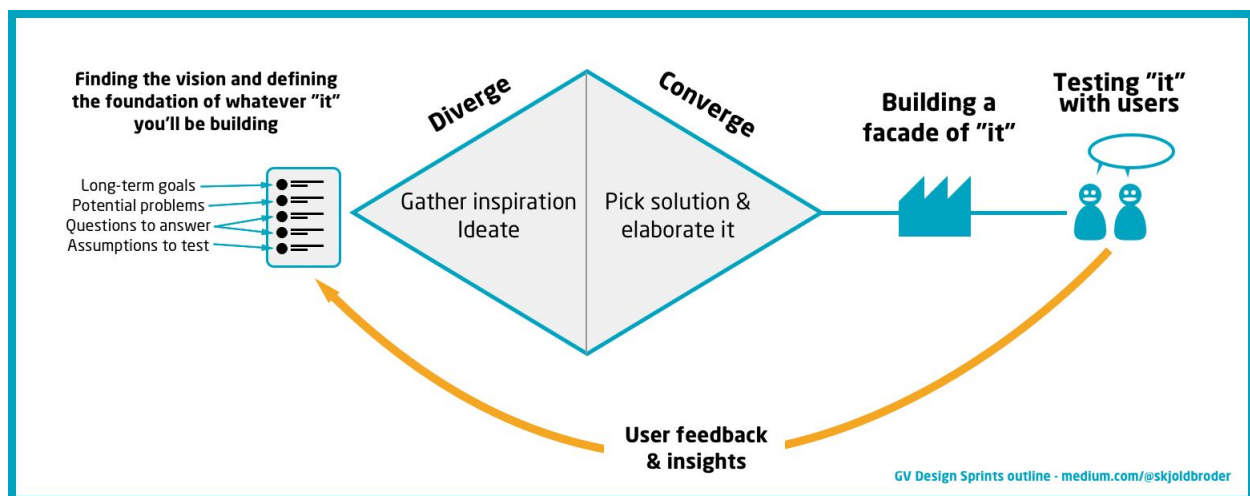 Finding the vision and defining
the foundation of whatever ”it”
you’ll be building
Long-term goals
Potential problems
Questions to answer
Assumptions to test
Diverge
Gather inspiration
Ideate
Converge
Pick solution &
elaborate it
Building a
facade of ”it”
Testing ”it”
with users
User feedback
& insights
GV Design Sprints outline - medium.com/@skjoldbroder